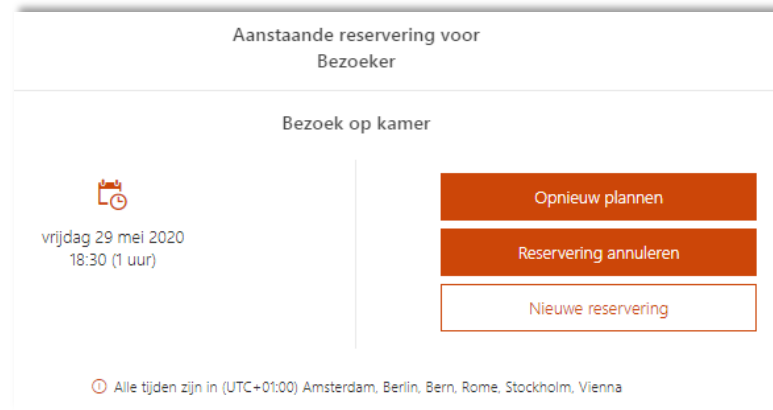 Aanstaande reservering voor
Bezoeker
Bezoek op kamer
vrijdag 29 mei 2020
18:30 (1 uur)
Opnieuw plannen
Reservering annuleren
Nieuwe reservering
Alle tijden zijn in (UTC+01:00) Amsterdam, Berlin, Bern, Rome, Stockholm, Vienna